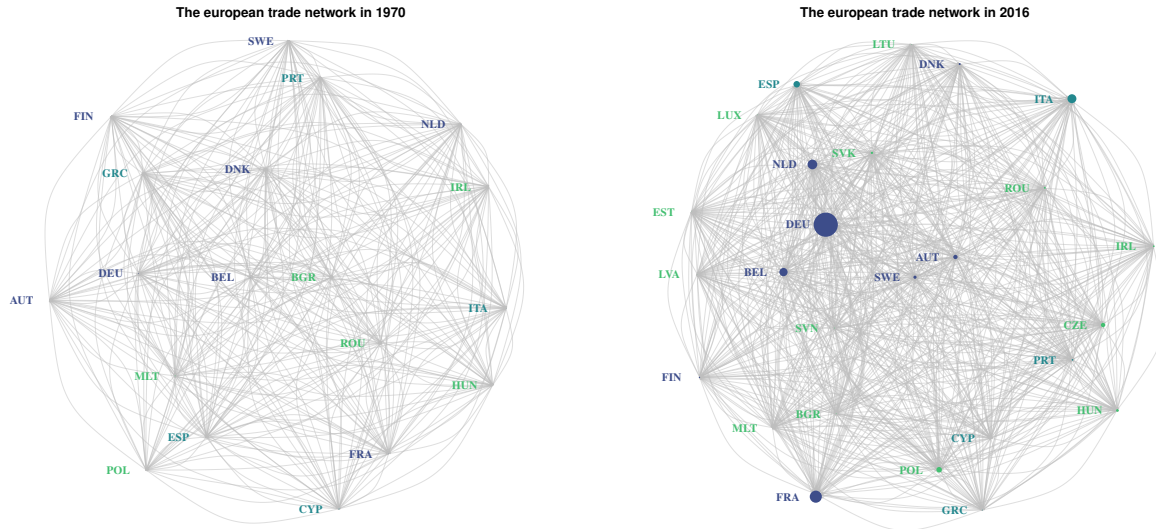 The european trade network in 1970
SWE
PRT
FIN
NLD
GRC
DNK
IRL
DEU
BEL
BGR
AUT
ITA
ROU
MLT
HUN
ESP
FRA
POL
CYP
The european trade network in 2016
LTU
DNK
ESP
ITA
LUX
SVK
NLD
ROU
EST
DEU
IRL
AUT
LVA
BEL
SWE
SVN
CZE
PRT
FIN
BGR
HUN
MLT
CYP
POL
FRA
GRC